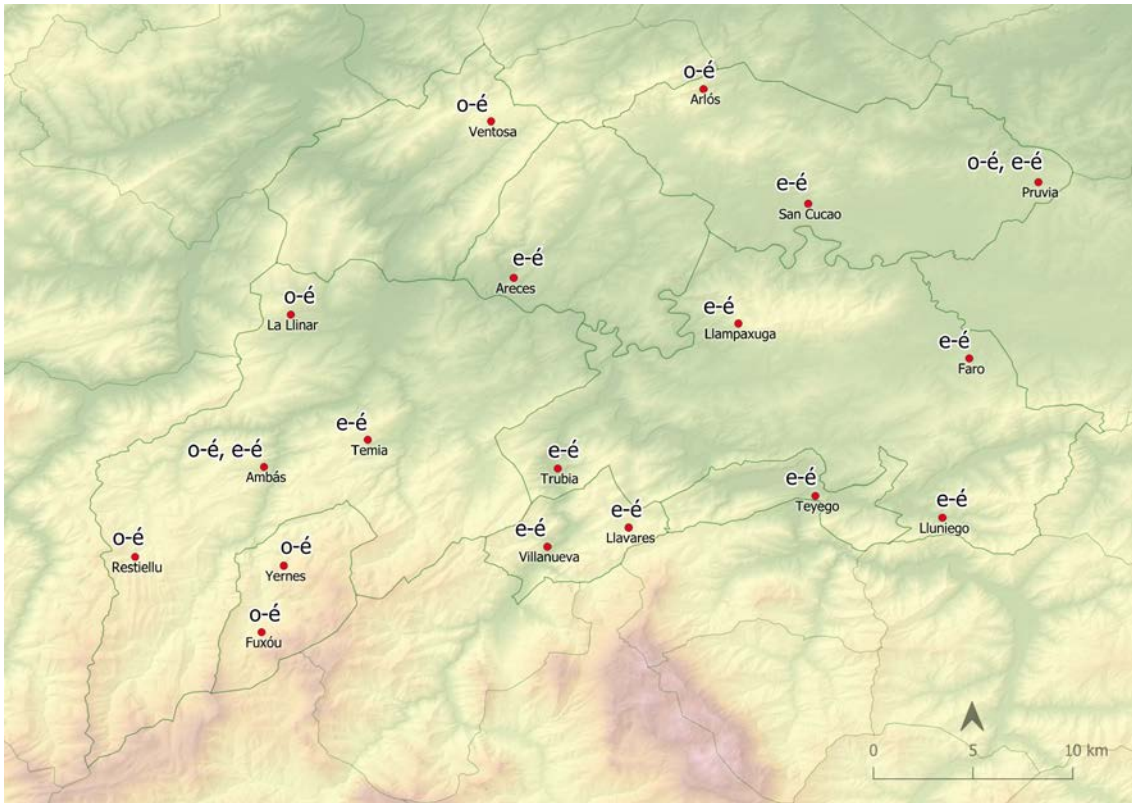 o-é
Arlós
o-é
Ventosa
o-é, e-é
Pruvia
e-é
San Cucao
e-é
Areces
o-é
La Llinar
e-é
Llampaxuga
e-é
Faro
e-é
Temia
o-é, e-é
Ambás
e-é
Trubia
e-é
Teyego
e-é
Lluniego
e-é
Llavares
e-é
Villanueva
o-é
Restiellu
o-é
Yernes
o-é
Fuxóu
0 5 10 km